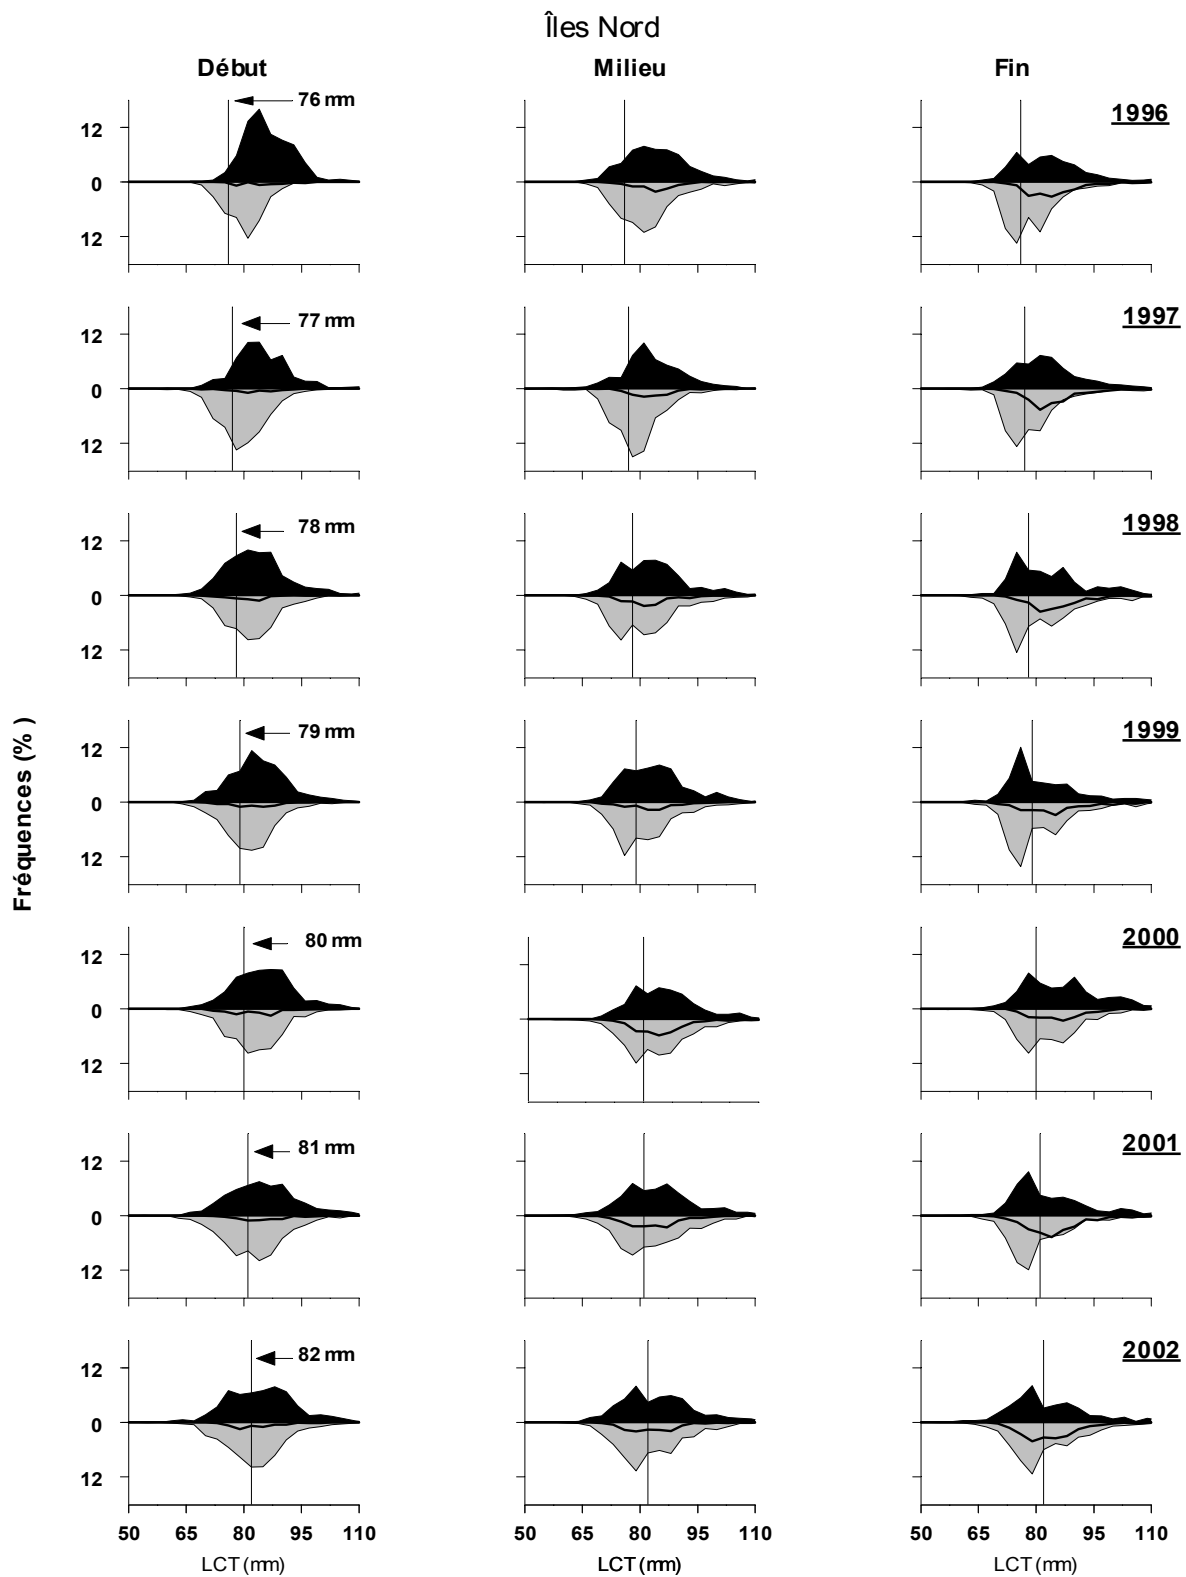 Îles Nord
Début Milieu Fin
76 mm 1996
12
0
12
77 mm 1997
12
0
12
78 mm 1998
12
0
12
79 mm 1999
12
0
12
80 mm 2000
12
0
12
81 mm 2001
12
0
12
82 mm 2002
12
0
12
Fréquences (%)
50 65 80 95 110 50 65 80 95 110 50 65 80 95 110
LCT (mm) LCT (mm) LCT (mm)